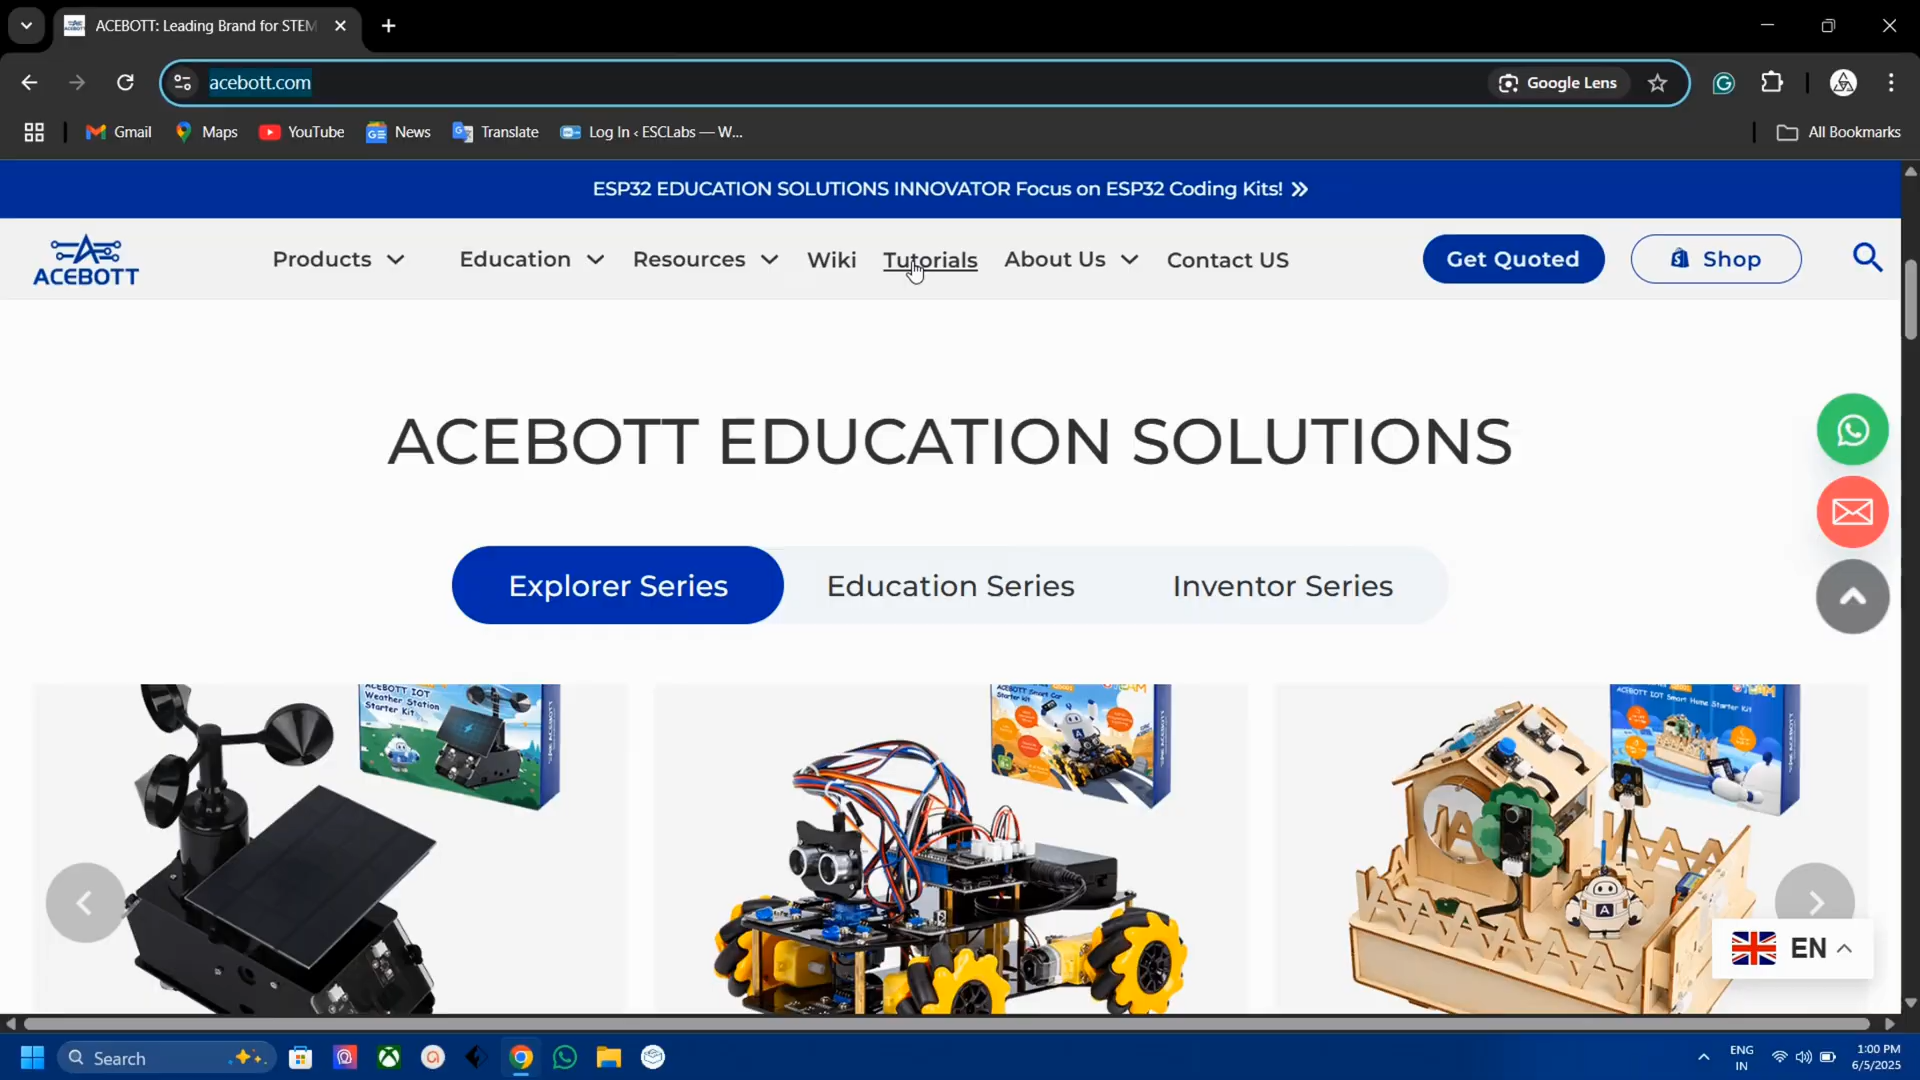 ACEBOTT: Leading Brand for STEM
acebott.com
Google Lens
Gmail
Maps
YouTube
News
Translate
Log In ‹ ESCLabs — W...
All Bookmarks
ESP32 EDUCATION SOLUTIONS INNOVATOR Focus on ESP32 Coding Kits!
ACEBOTT
Products
Education
Resources
Wiki
Tutorials
About Us
Contact US
Get Quoted
Shop
ACEBOTT EDUCATION SOLUTIONS
Explorer Series
Education Series
Inventor Series
ACEBOTT IOT
Weather Station
Starter Kit
ACEBOTT Smart Car
Starter Kit
ACEBOTT IOT Smart Home Starter Kit
A
EN
Search
ENG
IN
1:00 PM
6/5/2025